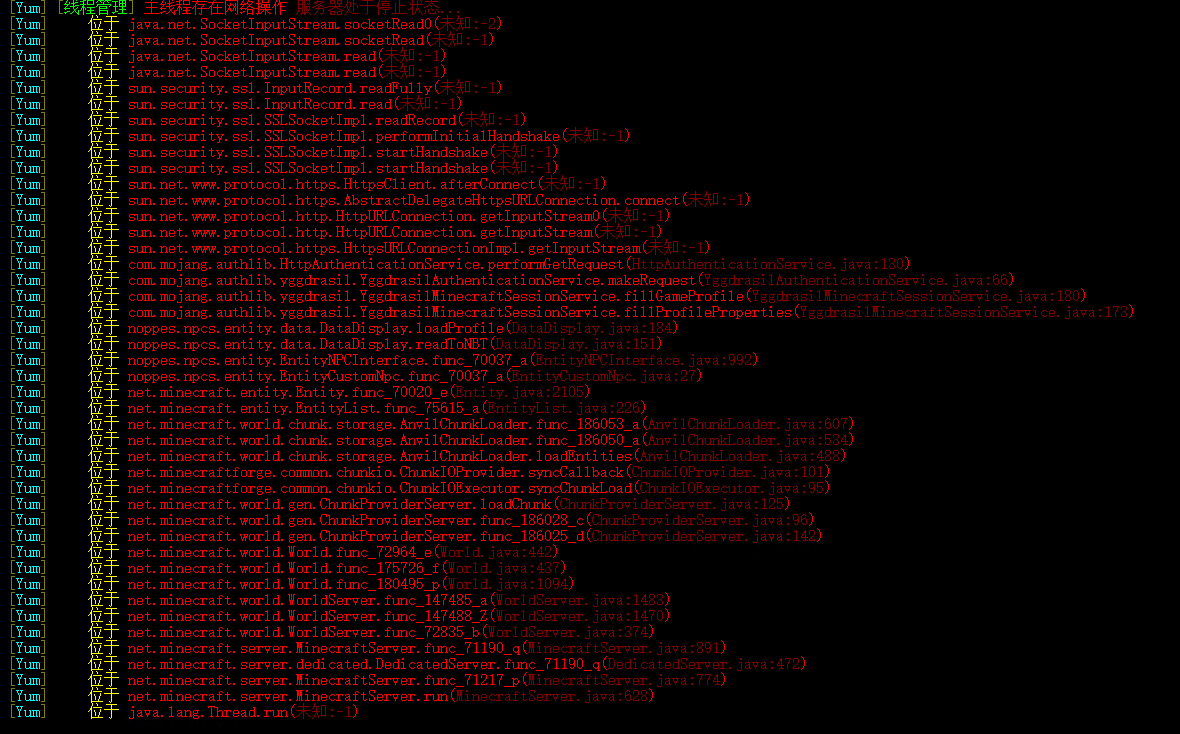 [Yum] [线程管理] 主线程存在网络操作 服务器处于停止状态...
[Yum] 位于 java.net.SocketInputStream.socketRead0(未知:-2)
[Yum] 位于 java.net.SocketInputStream.socketRead(未知:-1)
[Yum] 位于 java.net.SocketInputStream.read(未知:-1)
[Yum] 位于 java.net.SocketInputStream.read(未知:-1)
[Yum] 位于 sun.security.ssl.InputRecord.readFully(未知:-1)
[Yum] 位于 sun.security.ssl.InputRecord.read(未知:-1)
[Yum] 位于 sun.security.ssl.SSLSocketImpl.readRecord(未知:-1)
[Yum] 位于 sun.security.ssl.SSLSocketImpl.performInitialHandshake(未知:-1)
[Yum] 位于 sun.security.ssl.SSLSocketImpl.startHandshake(未知:-1)
[Yum] 位于 sun.security.ssl.SSLSocketImpl.startHandshake(未知:-1)
[Yum] 位于 sun.net.www.protocol.https.HttpsClient.afterConnect(未知:-1)
[Yum] 位于 sun.net.www.protocol.https.AbstractDelegateHttpsURLConnection.connect(未知:-1)
[Yum] 位于 sun.net.www.protocol.http.HttpURLConnection.getInputStream0(未知:-1)
[Yum] 位于 sun.net.www.protocol.http.HttpURLConnection.getInputStream(未知:-1)
[Yum] 位于 sun.net.www.protocol.https.HttpsURLConnectionImpl.getInputStream(未知:-1)
[Yum] 位于 com.mojang.authlib.HttpAuthenticationService.performGetRequest(HttpAuthenticationService.java:130)
[Yum] 位于 com.mojang.authlib.yggdrasil.YggdrasilAuthenticationService.makeRequest(YggdrasilAuthenticationService.java:66)
[Yum] 位于 com.mojang.authlib.yggdrasil.YggdrasilMinecraftSessionService.fillGameProfile(YggdrasilMinecraftSessionService.java:180)
[Yum] 位于 com.mojang.authlib.yggdrasil.YggdrasilMinecraftSessionService.fillProfileProperties(YggdrasilMinecraftSessionService.java:173)
[Yum] 位于 noppes.npcs.entity.data.DataDisplay.loadProfile(DataDisplay.java:184)
[Yum] 位于 noppes.npcs.entity.data.DataDisplay.readToNBT(DataDisplay.java:151)
[Yum] 位于 noppes.npcs.entity.EntityNPCInterface.func_70037_a(EntityNPCInterface.java:992)
[Yum] 位于 noppes.npcs.entity.EntityCustomNpc.func_70037_a(EntityCustomNpc.java:27)
[Yum] 位于 net.minecraft.entity.Entity.func_70020_e(Entity.java:2105)
[Yum] 位于 net.minecraft.entity.EntityList.func_75615_a(EntityList.java:226)
[Yum] 位于 net.minecraft.world.chunk.storage.AnvilChunkLoader.func_186053_a(AnvilChunkLoader.java:607)
[Yum] 位于 net.minecraft.world.chunk.storage.AnvilChunkLoader.func_186050_a(AnvilChunkLoader.java:534)
[Yum] 位于 net.minecraft.world.chunk.storage.AnvilChunkLoader.loadEntities(AnvilChunkLoader.java:488)
[Yum] 位于 net.minecraftforge.common.chunkio.ChunkIOProvider.syncCallback(ChunkIOProvider.java:101)
[Yum] 位于 net.minecraftforge.common.chunkio.ChunkIOExecutor.syncChunkLoad(ChunkIOExecutor.java:95)
[Yum] 位于 net.minecraft.world.gen.ChunkProviderServer.loadChunk(ChunkProviderServer.java:125)
[Yum] 位于 net.minecraft.world.gen.ChunkProviderServer.func_186028_c(ChunkProviderServer.java:96)
[Yum] 位于 net.minecraft.world.gen.ChunkProviderServer.func_186025_d(ChunkProviderServer.java:142)
[Yum] 位于 net.minecraft.world.World.func_72964_e(World.java:442)
[Yum] 位于 net.minecraft.world.World.func_175726_f(World.java:437)
[Yum] 位于 net.minecraft.world.World.func_180495_p(World.java:1094)
[Yum] 位于 net.minecraft.world.WorldServer.func_147485_a(WorldServer.java:1483)
[Yum] 位于 net.minecraft.world.WorldServer.func_147488_Z(WorldServer.java:1470)
[Yum] 位于 net.minecraft.world.WorldServer.func_72835_b(WorldServer.java:374)
[Yum] 位于 net.minecraft.server.MinecraftServer.func_71190_q(MinecraftServer.java:891)
[Yum] 位于 net.minecraft.server.dedicated.DedicatedServer.func_71190_q(DedicatedServer.java:472)
[Yum] 位于 net.minecraft.server.MinecraftServer.func_71217_p(MinecraftServer.java:774)
[Yum] 位于 net.minecraft.server.MinecraftServer.run(MinecraftServer.java:628)
[Yum] 位于 java.lang.Thread.run(未知:-1)